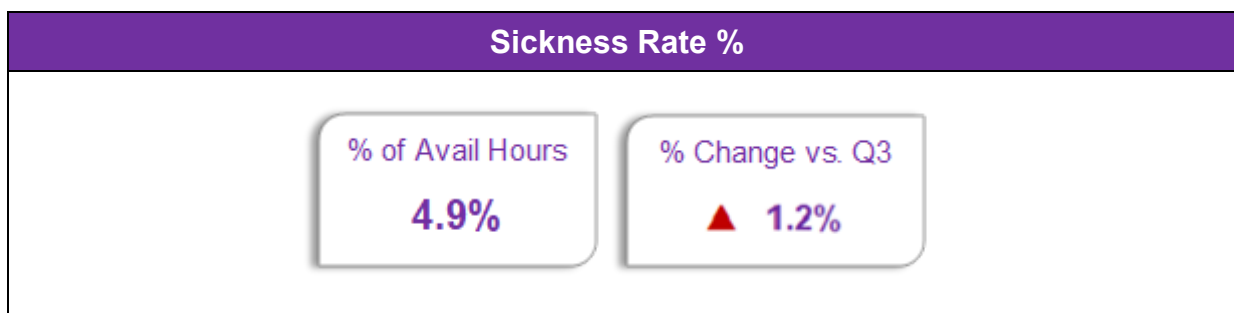 Sickness Rate %
% of Avail Hours
4.9%
% Change vs. Q3
▲ 1.2%